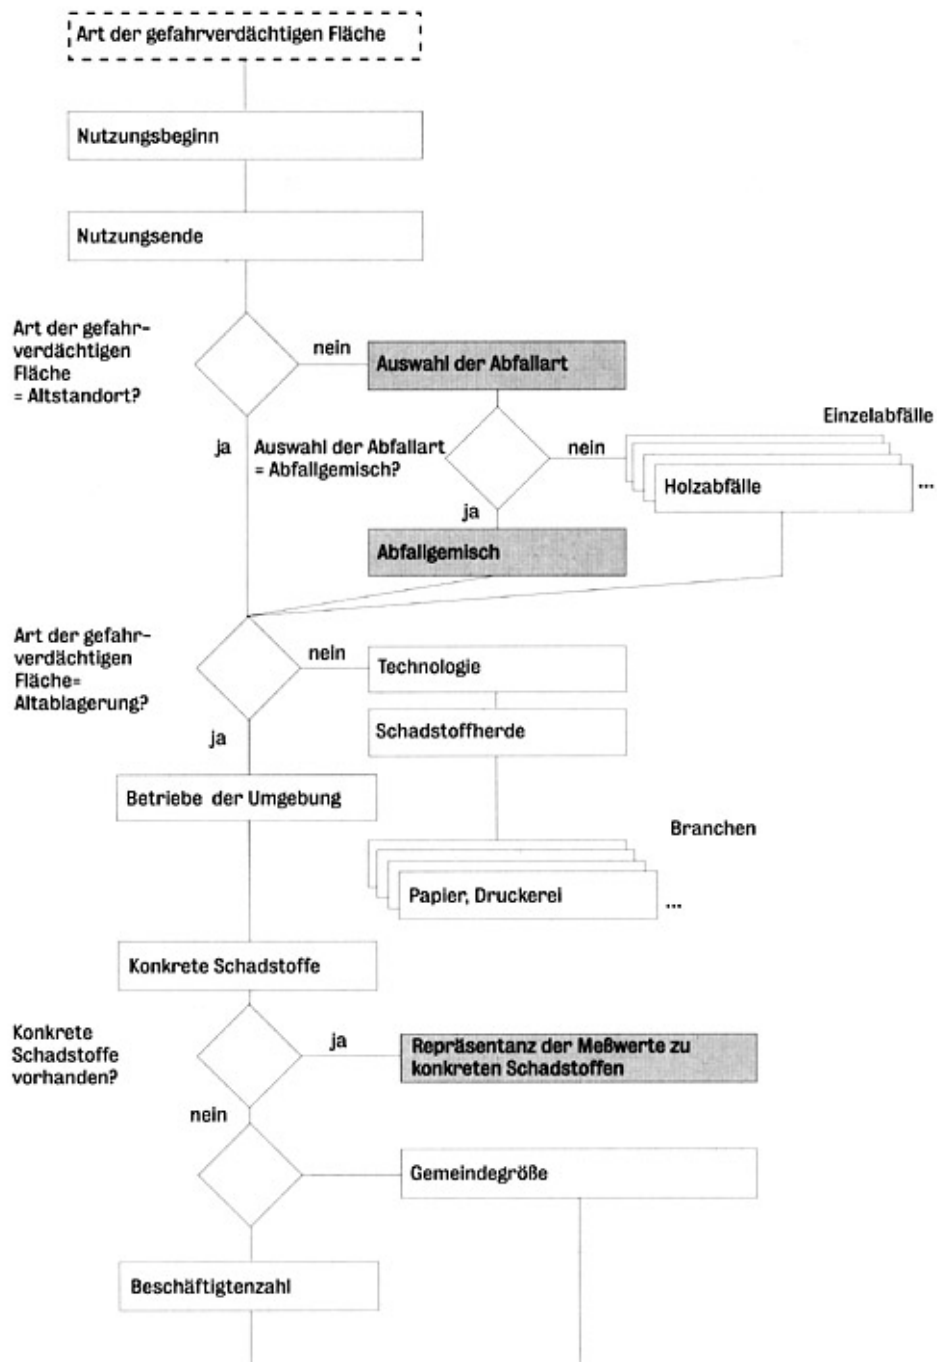 Art der gefahrverdächtigen Fläche
Nutzungsbeginn
Nutzungsende
Art der gefahr-
verdächtigen
Fläche
= Altstandort?
nein
Auswahl der Abfallart
ja
Auswahl der Abfallart
= Abfallgemisch?
nein
Einzelabfälle
Holzabfälle
...
ja
Abfallgemisch
Art der gefahr-
verdächtigen
Fläche=
Altablagerung?
nein
Technologie
Schadstoffherde
ja
Betriebe der Umgebung
Branchen
Papier, Druckerei
...
Konkrete Schadstoffe
Konkrete
Schadstoffe
vorhanden?
ja
Repräsentanz der Meßwerte zu
konkreten Schadstoffen
nein
Gemeindegröße
Beschäftigtenzahl